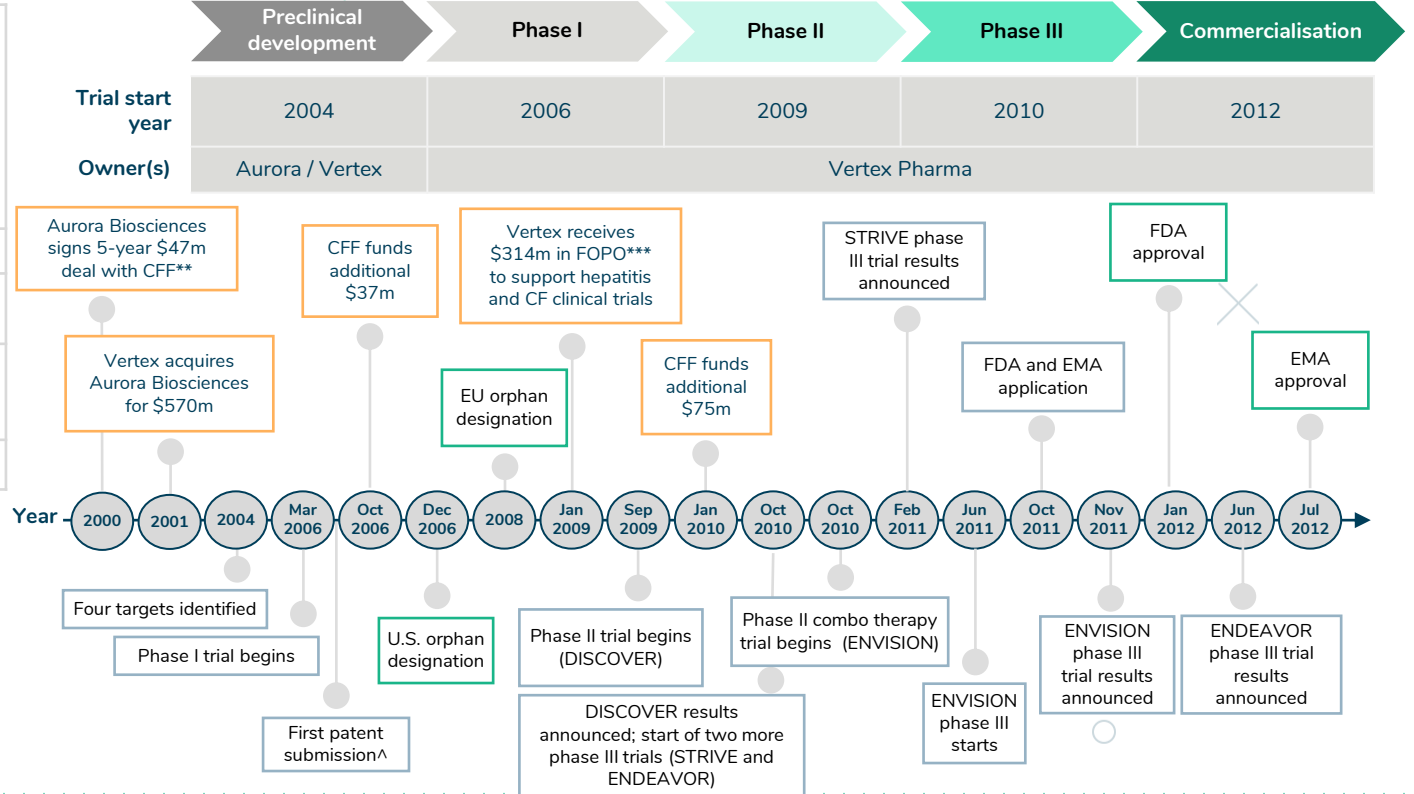 Preclinical
development
Phase I
Phase II
Phase III
Commercialisation
Trial start
year
2004
2006
2009
2010
2012
Owner(s)
Aurora / Vertex
Vertex Pharma
Aurora Biosciences
signs 5-year $47m
deal with CFF**
CFF funds
additional
$37m
Vertex receives
$314m in FOPO***
to support hepatitis
and CF clinical trials
STRIVE phase
III trial results
announced
FDA
approval
Vertex acquires
Aurora Biosciences
for $570m
EU orphan
designation
CFF funds
additional
$75m
FDA and EMA
application
EMA
approval
Year
2000
2001
2004
Mar
2006
Oct
2006
Dec
2006
2008
Jan
2009
Sep
2009
Jan
2010
Oct
2010
Oct
2010
Feb
2011
Jun
2011
Oct
2011
Nov
2011
Jan
2012
Jun
2012
Jul
2012
Four targets identified
Phase I trial begins
First patent
submission^
U.S. orphan
designation
Phase II trial begins
(DISCOVER)
DISCOVER results
announced; start of two more
phase III trials (STRIVE and
ENDEAVOR)
Phase II combo therapy
trial begins (ENVISION)
ENVISION
phase III
starts
ENVISION
phase III
trial results
announced
ENDEAVOR
phase III trial
results
announced